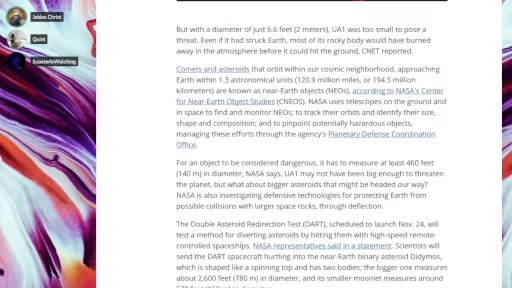 Jables Christ
Quint
ScooterIsWatching
But with a diameter of just 6.6 feet (2 meters), UA1 was too small to pose a
threat. Even if it had struck Earth, most of its rocky body would have burned
away in the atmosphere before it could hit the ground, CNET reported.
Comets and asteroids that orbit within our cosmic neighborhood, approaching
Earth within 1.3 astronomical units (120.9 million miles, or 194.5 million
kilometers) are known as near-Earth objects (NEOs), according to NASA's Center
for Near-Earth Object Studies (CNEOS). NASA uses telescopes on the ground and
in space to find and monitor NEOs; to track their orbits and identify their size,
shape and composition; and to pinpoint potentially hazardous objects,
managing these efforts through the agency's Planetary Defense Coordination
Office.
For an object to be considered dangerous, it has to measure at least 460 feet
(140 m) in diameter, NASA says. UA1 may not have been big enough to threaten
the planet, but what about bigger asteroids that might be headed our way?
NASA is also investigating defensive technologies for protecting Earth from
possible collisions with larger space rocks, through deflection.
The Double Asteroid Redirection Test (DART), scheduled to launch Nov. 24, will
test a method for diverting asteroids by hitting them with high-speed remote-
controlled spaceships, NASA representatives said in a statement. Scientists will
send the DART spacecraft hurtling into the near-Earth binary asteroid Didymos,
which is shaped like a spinning top and has two bodies; the bigger one measures
about 2,600 feet (780 m) in diameter, and its smaller moonlet measures around